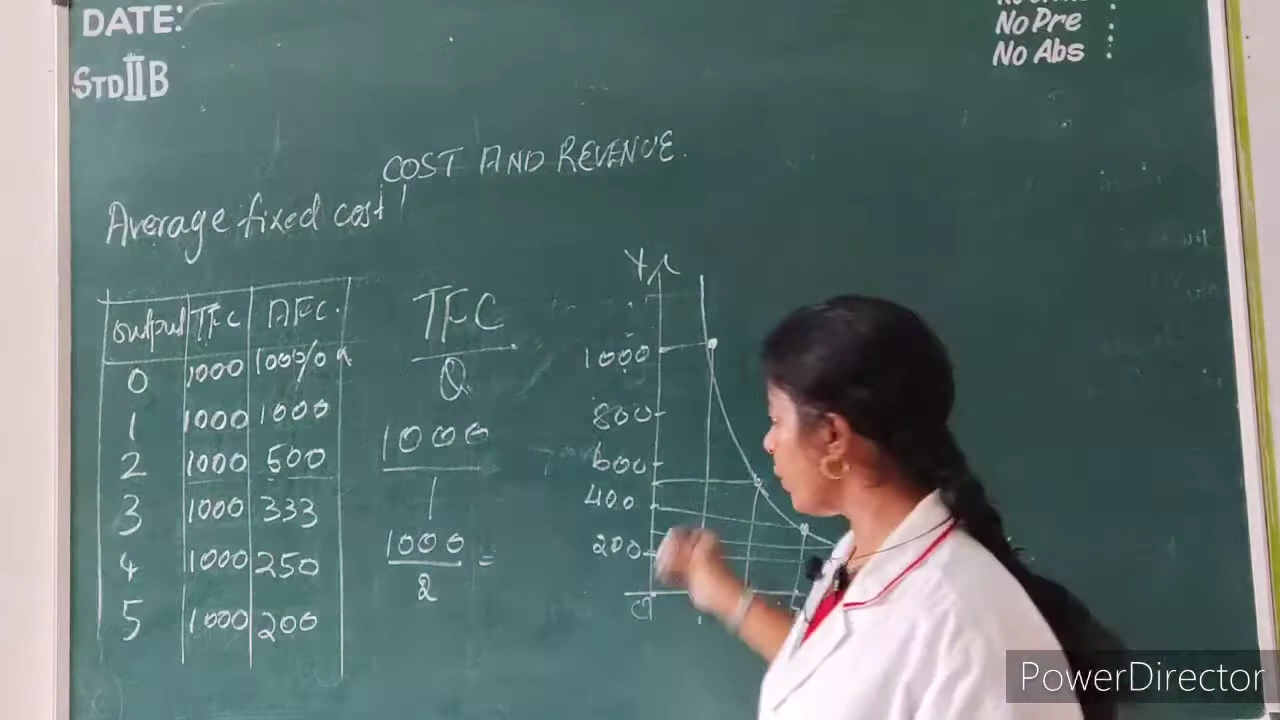 DATE:
STD II B
No Pre :
No Abs :
COST AND REVENUE.
Average fixed cost
output TFC AFC.
0 1000 1000/0 α
1 1000 1000
2 1000 500
3 1000 333
4 1000 250
5 1000 200
TFC
Q
1000
1
1000 =
2
Y
1000
800
600
400
200
O
PowerDirector